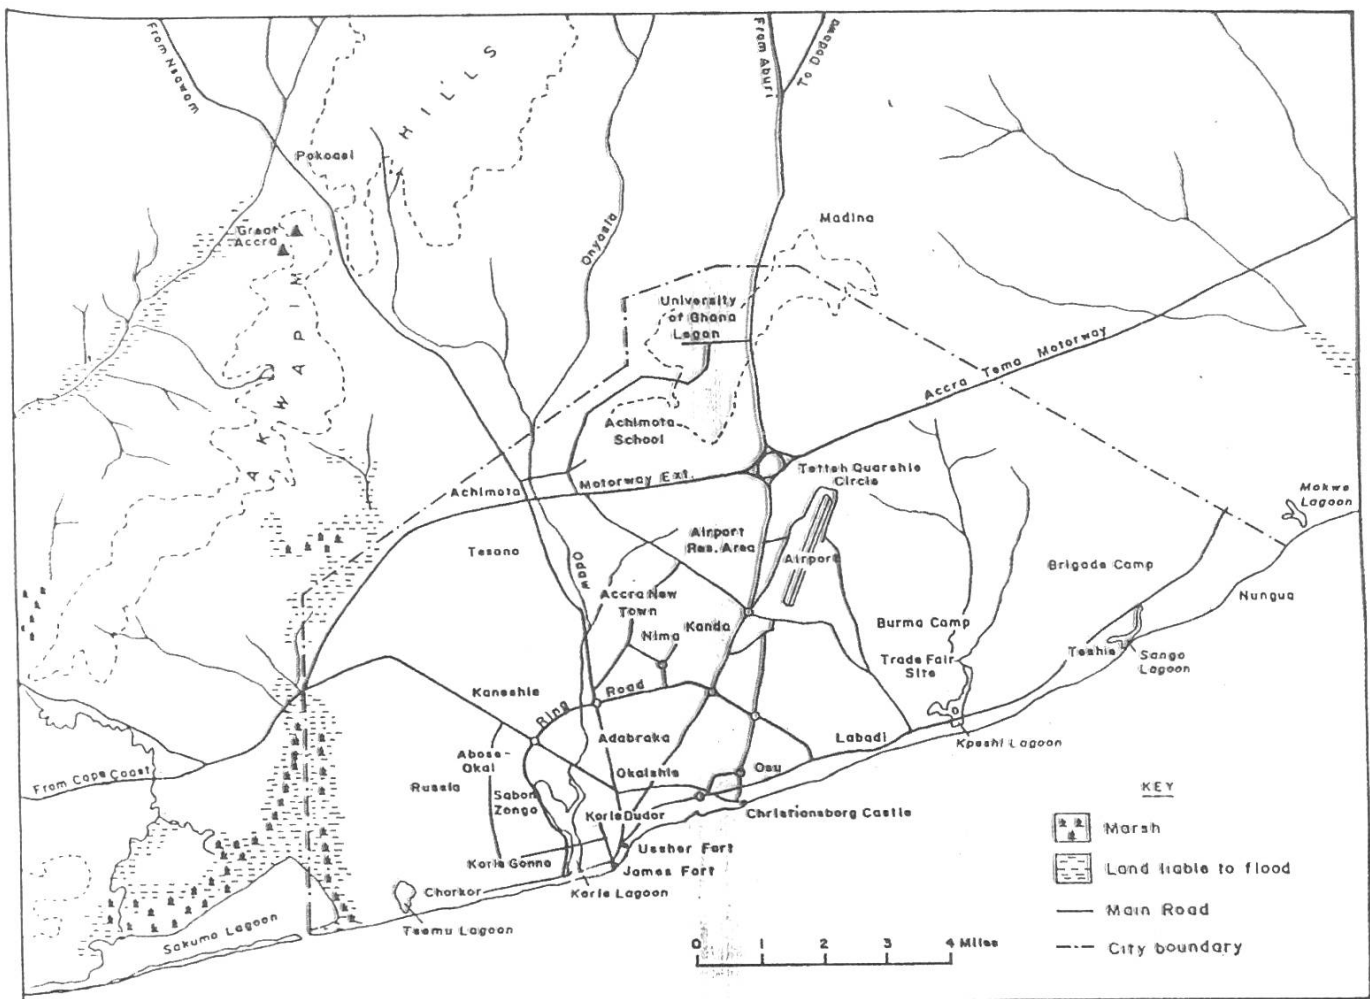 From Nsawam
HILLS
From Aburi
To Dodowa
Pokoasi
Great
Accra
Onyasia
Madina
AKWAPIM
University
of Ghana
Legon
Accra Tema Motorway
Achimota
School
Achimota
Motorway Ext.
Tetteh Quarshie
Circle
Mokwe
Lagoon
Tesano
Odaw
Airport
Res. Area
Airport
Brigade Camp
Nungua
Accra New
Town
Nima
Kanda
Burma Camp
Trade Fair
Site
Teshie
Sango
Lagoon
Kaneshie
Ring Road
Adabraka
Labadi
Kpeshi Lagoon
From Cape Coast
Abose-
Okai
Russia
Sabon
Zongo
Okaishie
Osu
Korle Dudor
Christiansborg Castle
Korle Gonno
Ussher Fort
James Fort
Korle Lagoon
Chorkor
Tsemu Lagoon
Sakumo Lagoon
KEY
Marsh
Land liable to flood
Main Road
City boundary
0 1 2 3 4 Miles